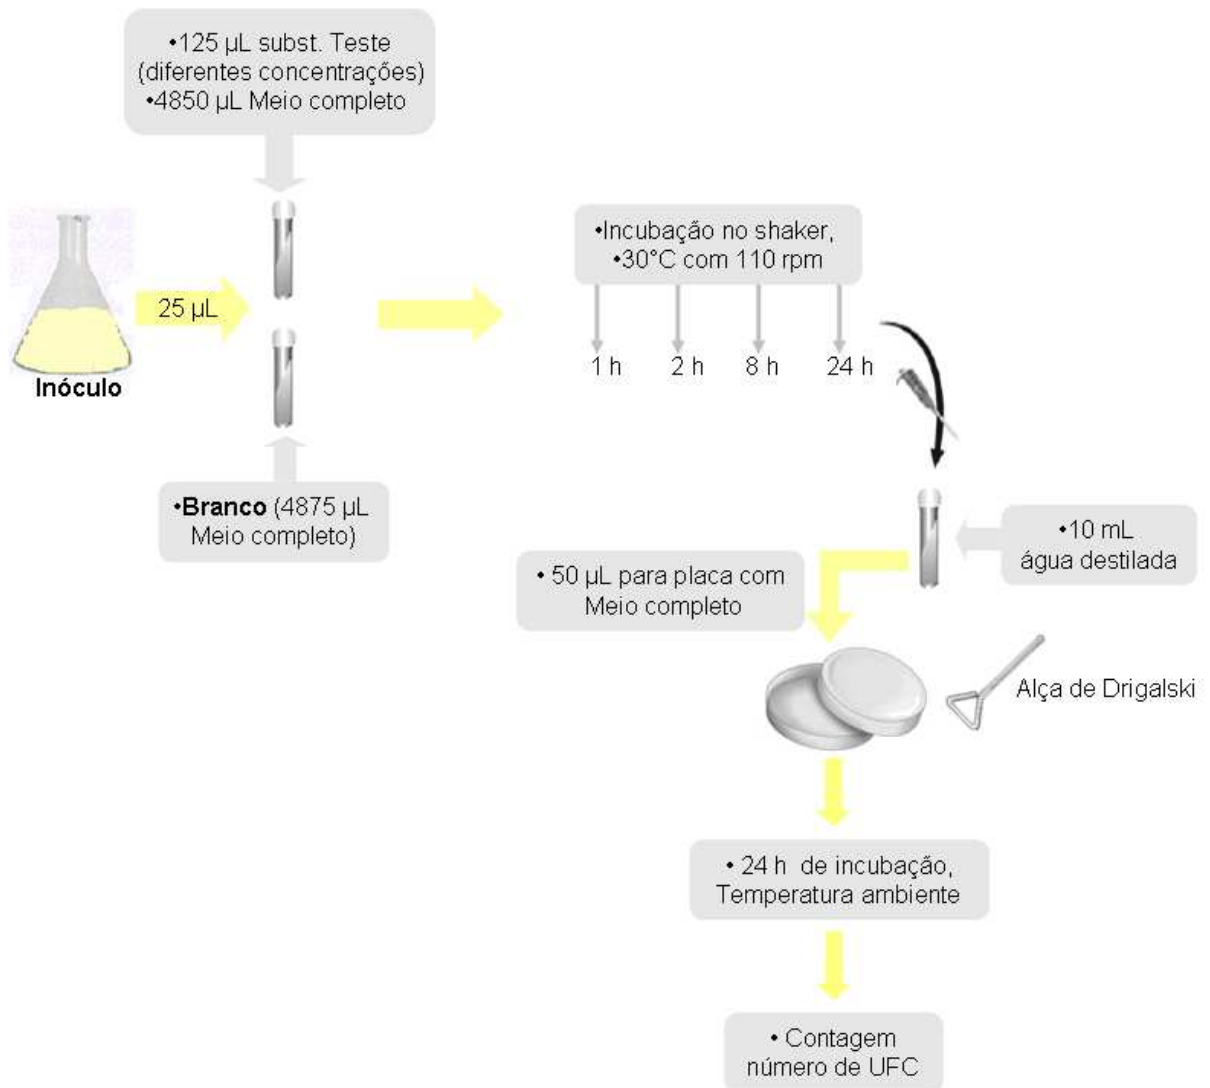 •125 µL subst. Teste
(diferentes concentrações)
•4850 µL Meio completo
25 µL
Inóculo
•Branco (4875 µL
Meio completo)
•Incubação no shaker,
•30°C com 110 rpm
1 h
2 h
8 h
24 h
•10 mL
água destilada
• 50 µL para placa com
Meio completo
Alça de Drigalski
• 24 h de incubação,
Temperatura ambiente
• Contagem
número de UFC